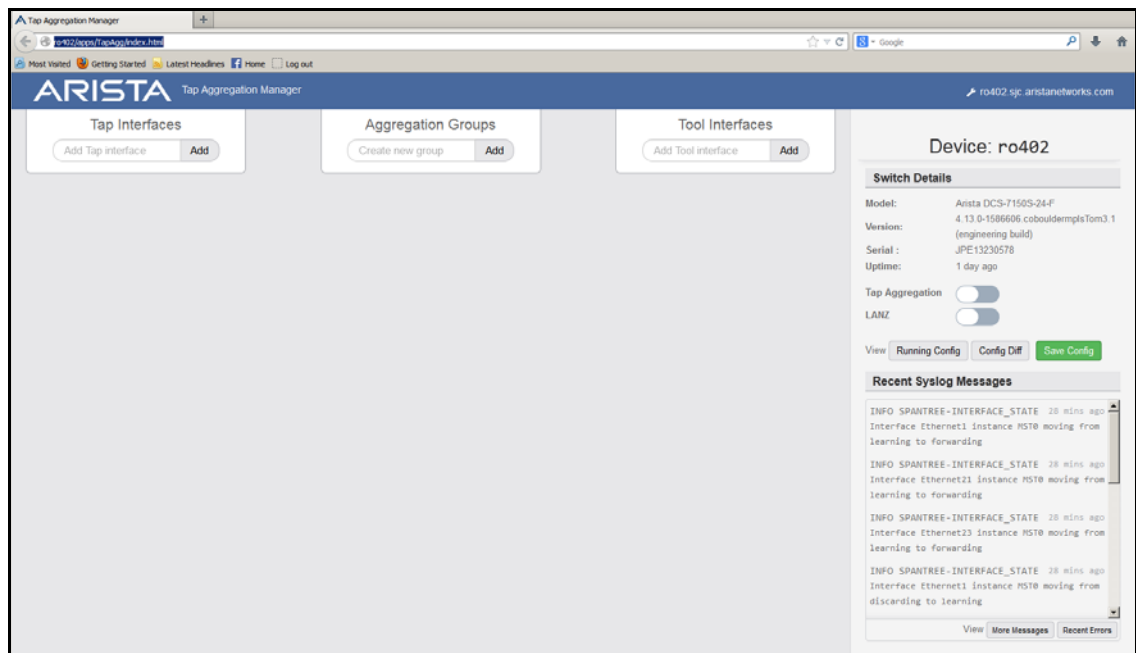 Tap Aggregation Manager
ro402/apps/TapAgg/index.html
Google
Most Visited Getting Started Latest Headlines Home Log out
ARISTA Tap Aggregation Manager ro402.sjc.aristanetworks.com
Tap Interfaces
Add Tap interface Add
Aggregation Groups
Create new group Add
Tool Interfaces
Add Tool interface Add
Device: ro402
Switch Details
Model: Arista DCS-7150S-24-F
Version: 4.13.0-1586606.cobouldermplsTom3.1
(engineering build)
Serial : JPE13230578
Uptime: 1 day ago
Tap Aggregation
LANZ
View Running Config Config Diff Save Config
Recent Syslog Messages
INFO SPANTREE-INTERFACE_STATE 28 mins ago
Interface Ethernet1 instance MST0 moving from
learning to forwarding
INFO SPANTREE-INTERFACE_STATE 28 mins ago
Interface Ethernet21 instance MST0 moving from
learning to forwarding
INFO SPANTREE-INTERFACE_STATE 28 mins ago
Interface Ethernet23 instance MST0 moving from
learning to forwarding
INFO SPANTREE-INTERFACE_STATE 28 mins ago
Interface Ethernet1 instance MST0 moving from
discarding to learning
View More Messages Recent Errors